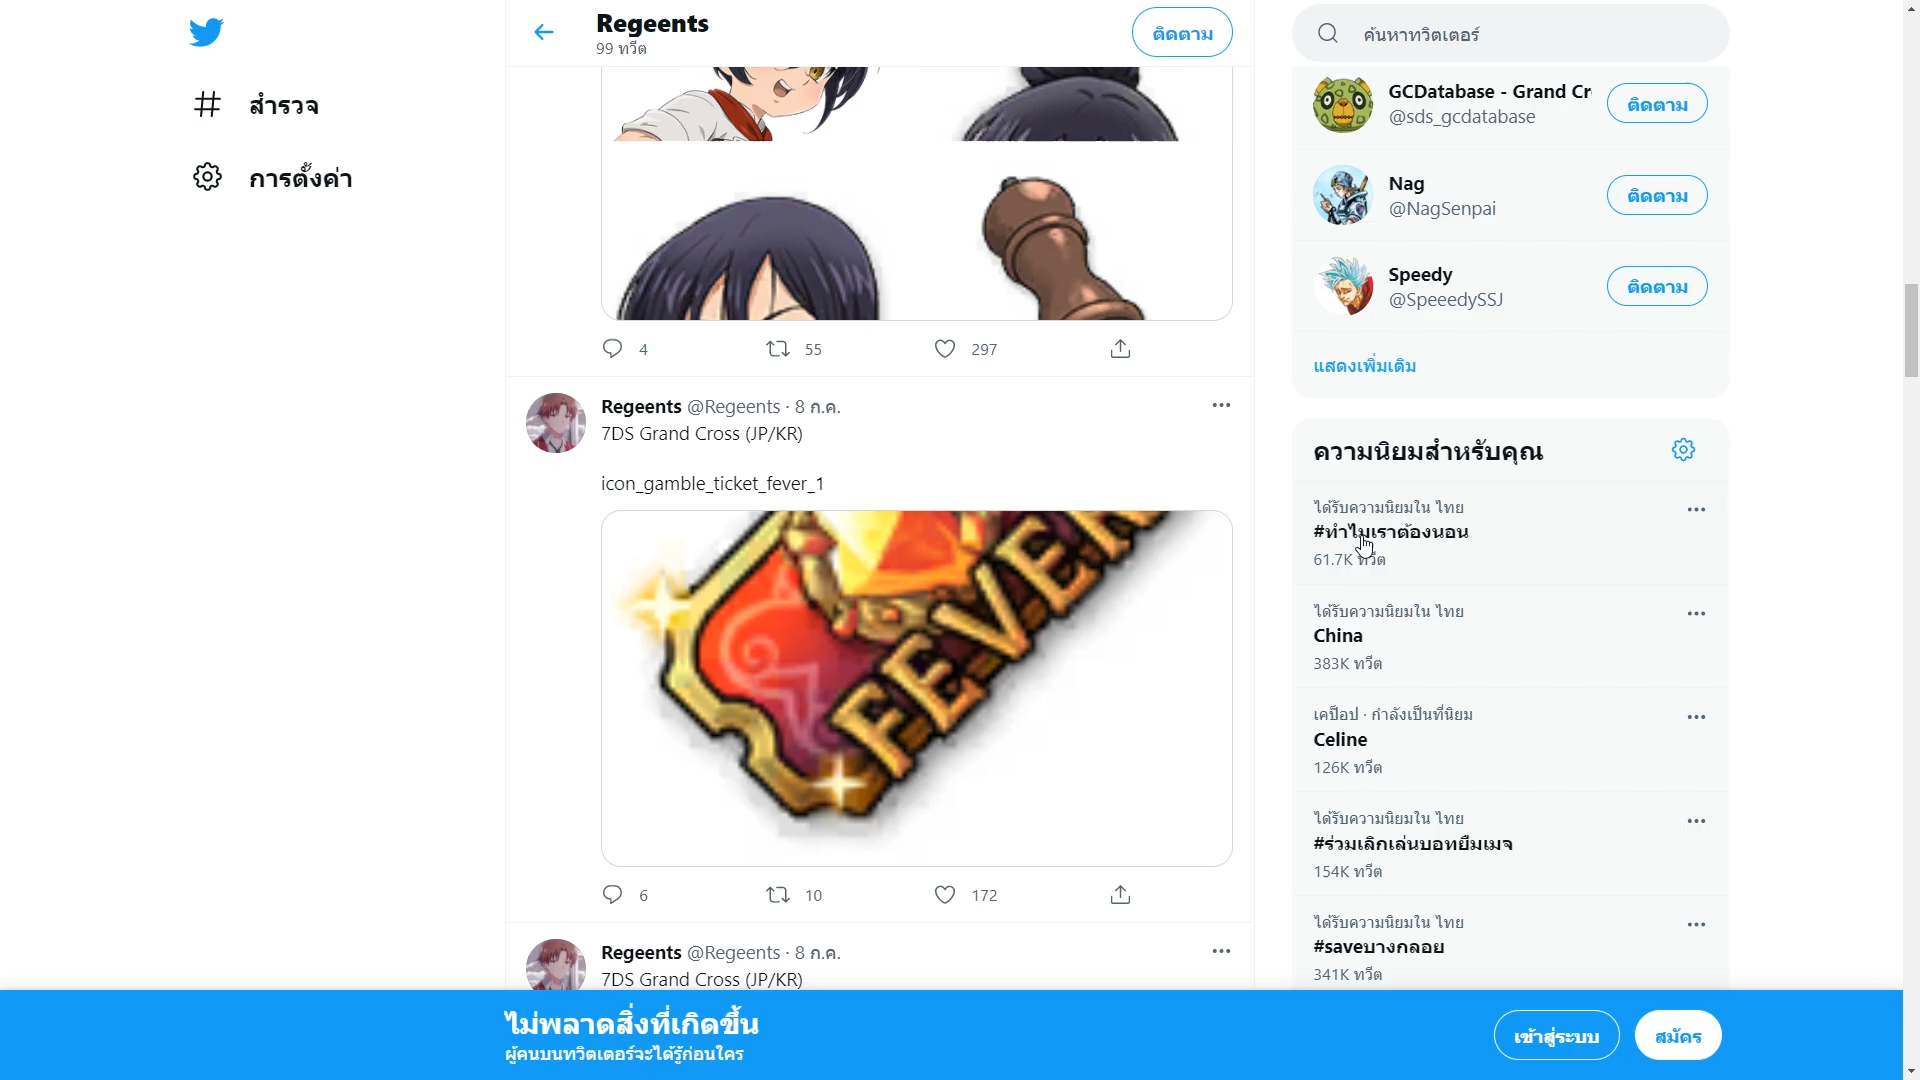 สำรวจ
การตั้งค่า
Regeents
99 ทวีต
ติดตาม
4
55
297
Regeents @Regeents · 8 ก.ค.
7DS Grand Cross (JP/KR)
icon_gamble_ticket_fever_1
FEVER
6
10
172
Regeents @Regeents · 8 ก.ค.
7DS Grand Cross (JP/KR)
ค้นหาทวิตเตอร์
GCDatabase - Grand Cr
@sds_gcdatabase
ติดตาม
Nag
@NagSenpai
ติดตาม
Speedy
@SpeeedySSJ
ติดตาม
แสดงเพิ่มเติม
ความนิยมสำหรับคุณ
ได้รับความนิยมใน ไทย
#ทำไมเราต้องนอน
61.7K ทวีต
ได้รับความนิยมใน ไทย
China
383K ทวีต
เคป็อป · กำลังเป็นที่นิยม
Celine
126K ทวีต
ได้รับความนิยมใน ไทย
#ร่วมเลิกเล่นบอทยืมเมจ
154K ทวีต
ได้รับความนิยมใน ไทย
#saveบางกลอย
341K ทวีต
ไม่พลาดสิ่งที่เกิดขึ้น
ผู้คนบนทวิตเตอร์จะได้รู้ก่อนใคร
เข้าสู่ระบบ
สมัคร